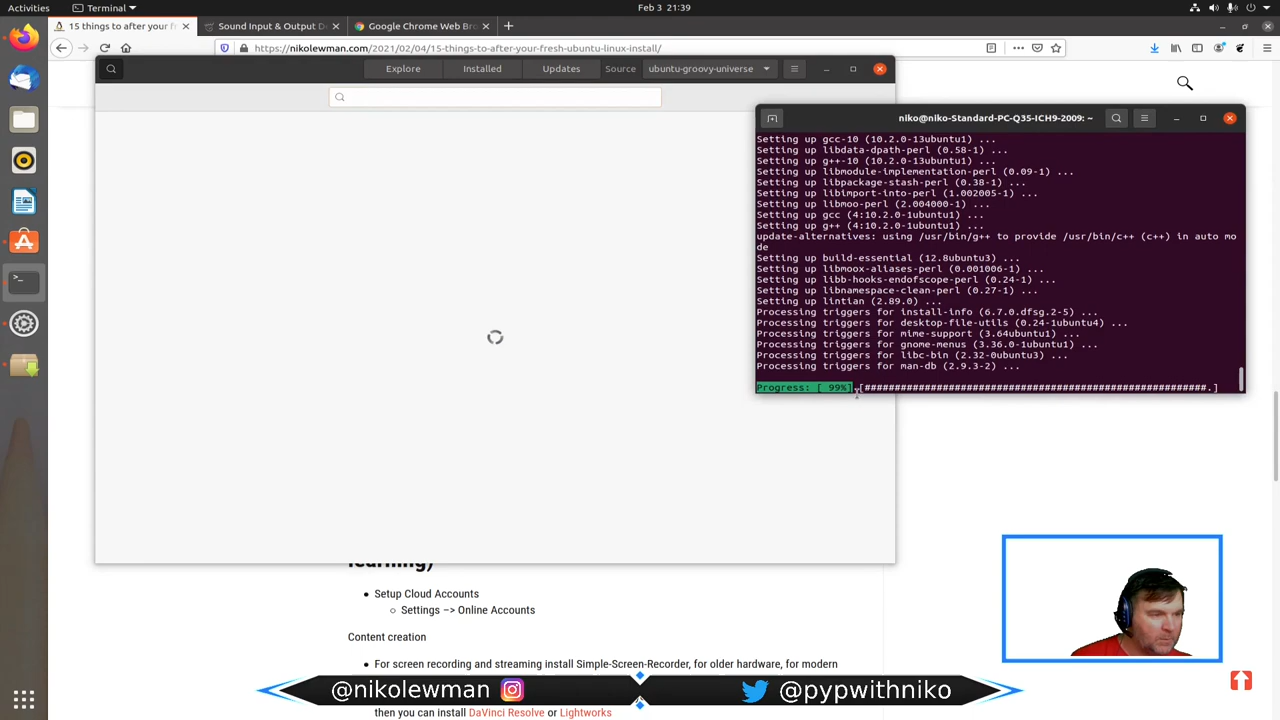 Activities
Terminal
Feb 3 21:39
15 things to after your fr
Sound Input & Output D
Google Chrome Web Br
https://nikolewman.com/2021/02/04/15-things-to-after-your-fresh-ubuntu-linux-install/
Explore
Installed
Updates
Source
ubuntu-groovy-universe
niko@niko-Standard-PC-Q35-ICH9-2009: ~
Setting up gcc-10 (10.2.0-13ubuntu1) ...
Setting up libdata-dpath-perl (0.58-1) ...
Setting up g++-10 (10.2.0-13ubuntu1) ...
Setting up libmodule-implementation-perl (0.09-1) ...
Setting up libpackage-stash-perl (0.38-1) ...
Setting up libimport-into-perl (1.002005-1) ...
Setting up libmoo-perl (2.004000-1) ...
Setting up gcc (4:10.2.0-1ubuntu1) ...
Setting up g++ (4:10.2.0-1ubuntu1) ...
update-alternatives: using /usr/bin/g++ to provide /usr/bin/c++ (c++) in auto mo
de
Setting up build-essential (12.8ubuntu3) ...
Setting up libmoox-aliases-perl (0.001006-1) ...
Setting up libb-hooks-endofscope-perl (0.24-1) ...
Setting up libnamespace-clean-perl (0.27-1) ...
Setting up lintian (2.89.0) ...
Processing triggers for install-info (6.7.0.dfsg.2-5) ...
Processing triggers for desktop-file-utils (0.24-1ubuntu4) ...
Processing triggers for mime-support (3.64ubuntu1) ...
Processing triggers for gnome-menus (3.36.0-1ubuntu1) ...
Processing triggers for libc-bin (2.32-0ubuntu3) ...
Processing triggers for man-db (2.9.3-2) ...
Progress: [ 99%] [#########################################################.]
learning)
Setup Cloud Accounts
Settings –> Online Accounts
Content creation
For screen recording and streaming install Simple-Screen-Recorder, for older hardware, for modern
@nikolewman
@pypwithniko
then you can install DaVinci Resolve or Lightworks